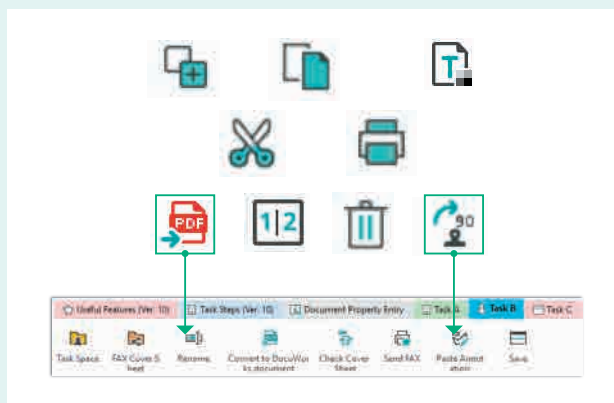 T
PDF
1|2
90
Useful Features (Ver. 10) Task Steps (Ver. 10) Document Property Entry Task A Task B Task C
Task Space FAX Cover S Rename Convert to DocuWor Check Cover Send FAX Paste Annot Save
heet ks document Sheet ation